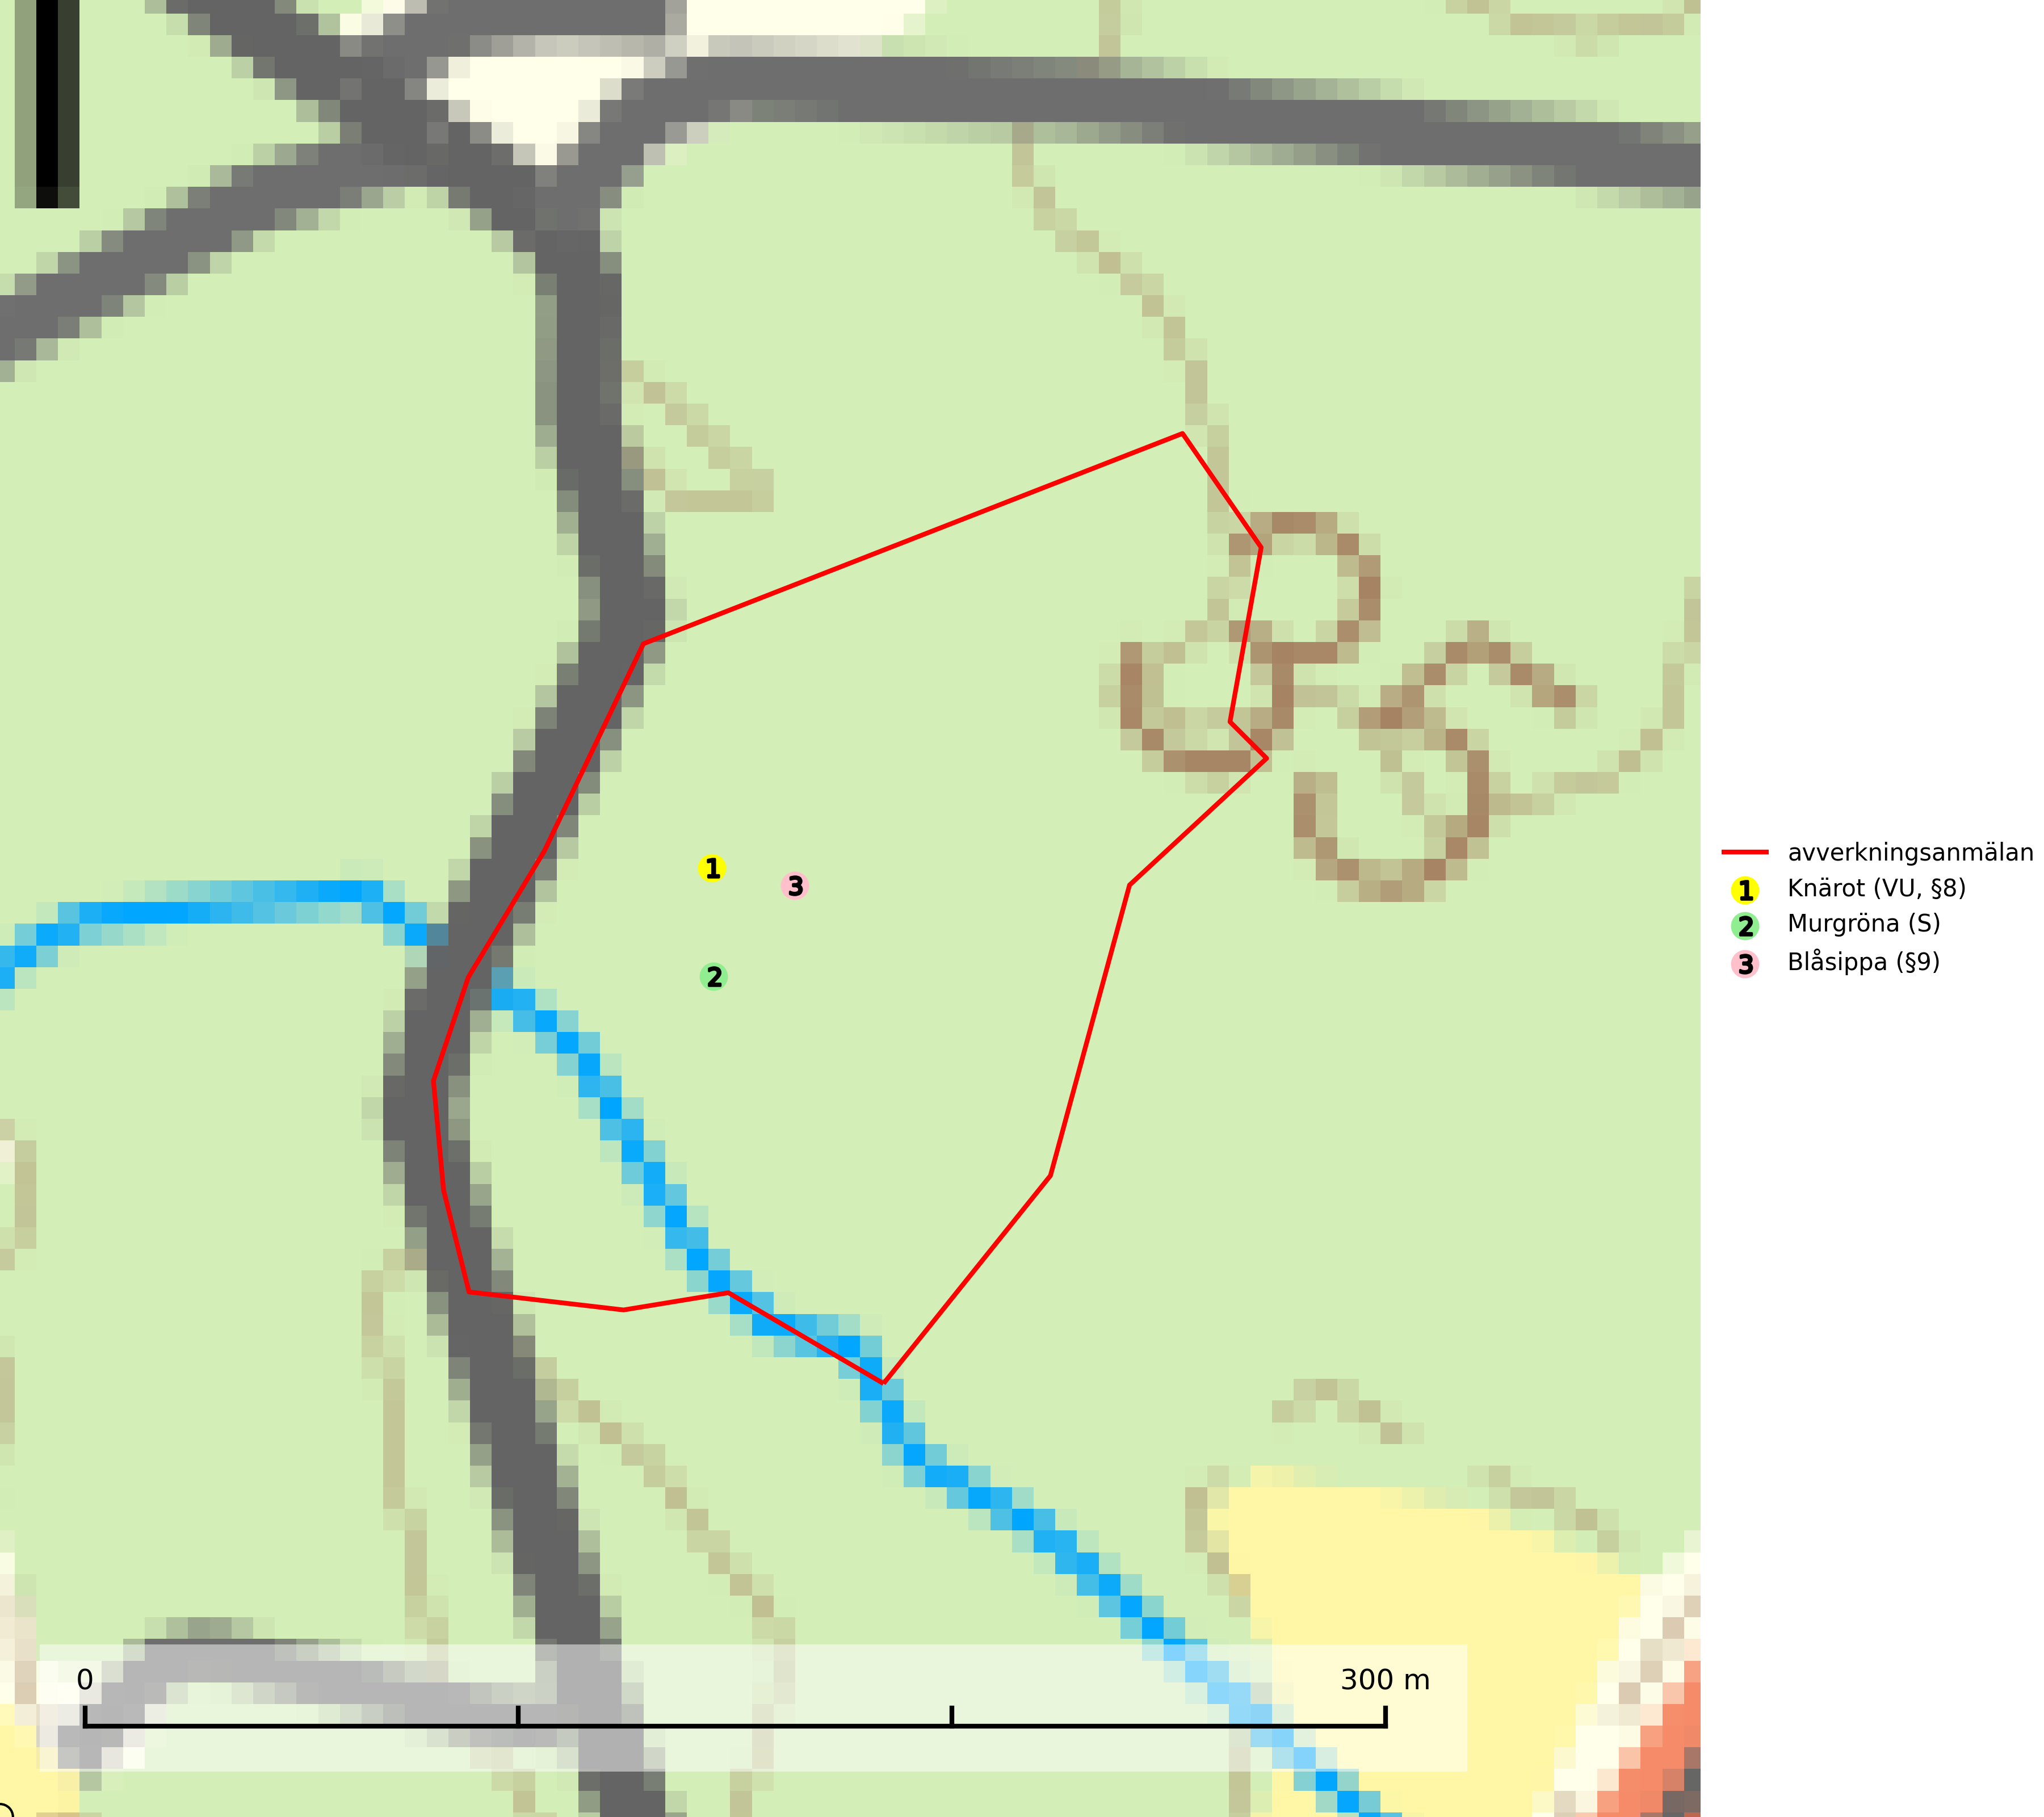 1
3
2
avverkningsanmälan
1 Knärot (VU, §8)
2 Murgröna (S)
3 Blåsippa (§9)
0 300 m